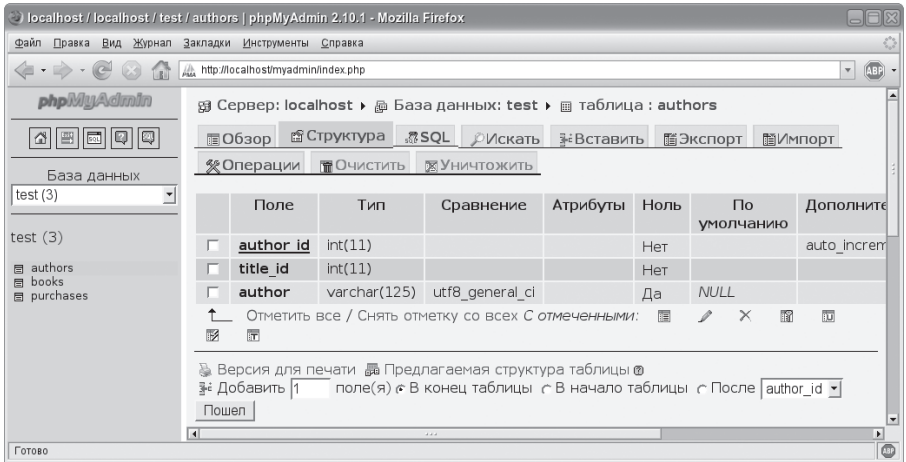 localhost / localhost / test / authors | phpMyAdmin 2.10.1 - Mozilla Firefox
Файл Правка Вид Журнал Закладки Инструменты Справка
http://localhost/myadmin/index.php
ABP
phpMyAdmin
Сервер: localhost ▸ База данных: test ▸ таблица : authors
Обзор Структура SQL Искать Вставить Экспорт Импорт
Операции Очистить Уничтожить
База данных
test (3)
test (3)
authors
books
purchases
Поле Тип Сравнение Атрибуты Ноль По умолчанию Дополните
author_id int(11) Нет auto_increm
title_id int(11) Нет
author varchar(125) utf8_general_ci Да NULL
Отметить все / Снять отметку со всех С отмеченными:
Версия для печати Предлагаемая структура таблицы
Добавить 1 поле(я) В конец таблицы В начало таблицы После author_id
Пошел
Готово
ABP